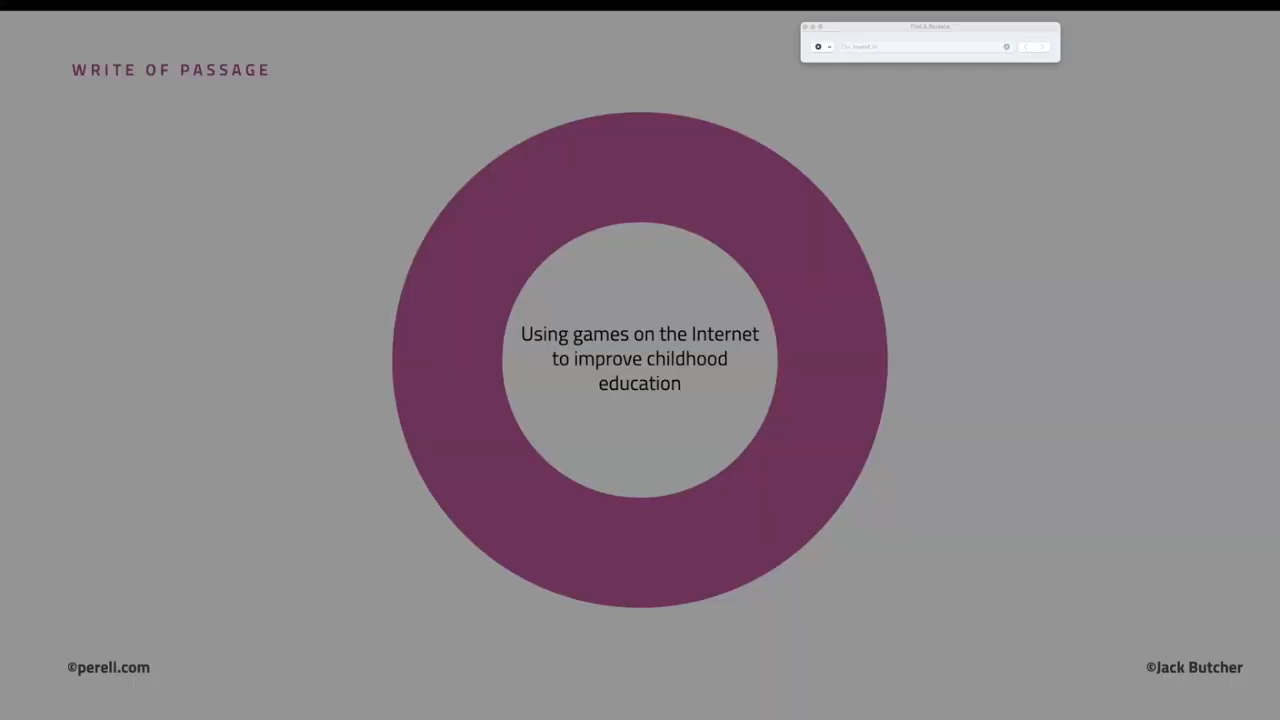 WRITE OF PASSAGE
Using games on the Internet
to improve childhood
education
©perell.com
©Jack Butcher